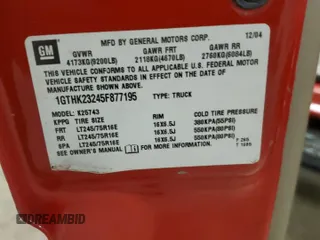 GM
MFD BY GENERAL MOTORS CORP. 12/04
GVWR GAWR FRT GAWR RR
4173KG(9200LB) 2118KG(4670LB) 2760KG(6084LB)
THIS VEHICLE CONFORMS TO ALL APPLICABLE U.S. FEDERAL MOTOR
VEHICLE SAFETY STANDARDS IN EFFECT ON THE DATE OF
MANUFACTURE SHOWN ABOVE.
1GTHK23245F877195 TYPE: TRUCK
MODEL: K25743
KPPG TIRE SIZE RIM COLD TIRE PRESSURE
FRT LT245/75R16E 16X6.5J 380KPA(55PSI)
RR LT245/75R16E 16X6.5J 550KPA(80PSI)
SPA LT245/75R16E 16X6.5J 550KPA(80PSI)
SEE OWNER'S MANUAL FOR ADDITIONAL INFORMATION.
DREAMBID